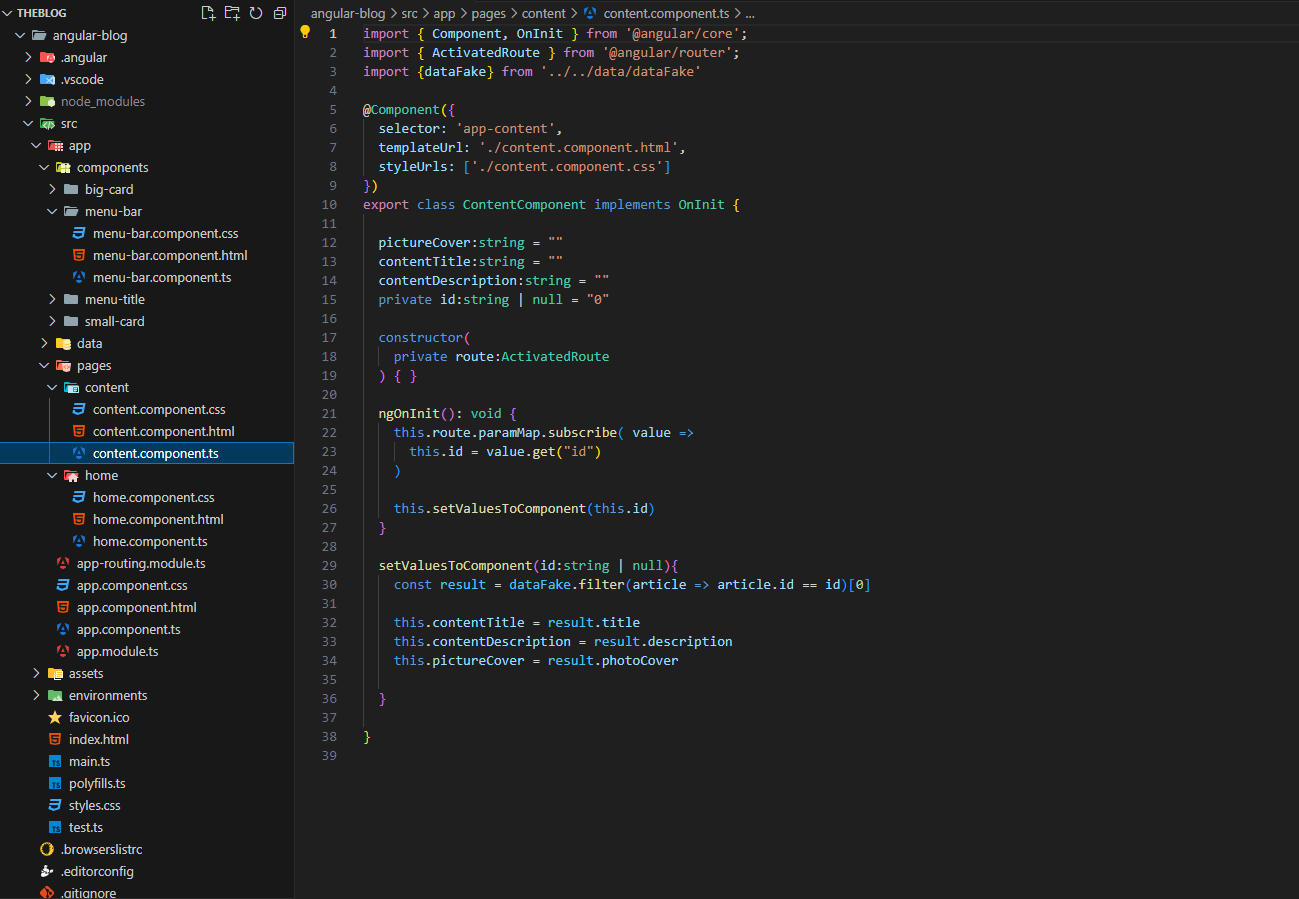 THEBLOG
angular-blog
.angular
.vscode
node_modules
src
app
components
big-card
menu-bar
menu-bar.component.css
menu-bar.component.html
menu-bar.component.ts
menu-title
small-card
data
pages
content
content.component.css
content.component.html
content.component.ts
home
home.component.css
home.component.html
home.component.ts
app-routing.module.ts
app.component.css
app.component.html
app.component.ts
app.module.ts
assets
environments
favicon.ico
index.html
main.ts
polyfills.ts
styles.css
test.ts
.browserslistrc
.editorconfig
.gitignore
angular-blog > src > app > pages > content > content.component.ts > ...
1 import { Component, OnInit } from '@angular/core';
2 import { ActivatedRoute } from '@angular/router';
3 import {dataFake} from '../../data/dataFake'
4
5 @Component({
6   selector: 'app-content',
7   templateUrl: './content.component.html',
8   styleUrls: ['./content.component.css']
9 })
10 export class ContentComponent implements OnInit {
11
12   pictureCover:string = ""
13   contentTitle:string = ""
14   contentDescription:string = ""
15   private id:string | null = "0"
16
17   constructor(
18     private route:ActivatedRoute
19   ) { }
20
21   ngOnInit(): void {
22     this.route.paramMap.subscribe( value =>
23       this.id = value.get("id")
24     )
25
26     this.setValuesToComponent(this.id)
27   }
28
29   setValuesToComponent(id:string | null){
30     const result = dataFake.filter(article => article.id == id)[0]
31
32     this.contentTitle = result.title
33     this.contentDescription = result.description
34     this.pictureCover = result.photoCover
35
36   }
37
38 }
39